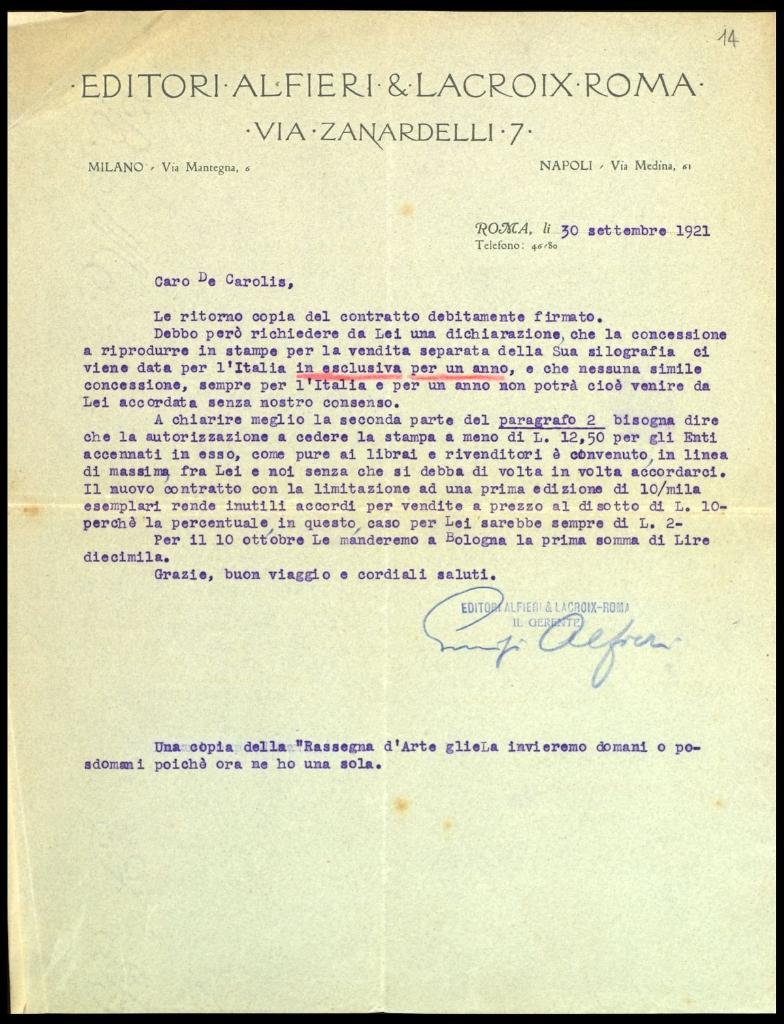 14
·EDITORI·ALFIERI·&·LACROIX·ROMA·
·VIA·ZANARDELLI·7·
MILANO - Via Mantegna, 6
NAPOLI - Via Medina, 61
ROMA, li 30 settembre 1921
Telefono: 46-80
Caro De Carolis,
Le ritorno copia del contratto debitamente firmato.
Debbo però richiedere da Lei una dichiarazione, che la concessione
a riprodurre in stampe per la vendita separata della Sua silografia ci
viene data per l'Italia in esclusiva per un anno, e che nessuna simile
concessione, sempre per l'Italia e per un anno non potrà cioè venire da
Lei accordata senza nostro consenso.
A chiarire meglio la seconda parte del paragrafo 2 bisogna dire
che la autorizzazione a cedere la stampa a meno di L. 12,50 per gli Enti
accennati in esso, come pure ai librai e rivenditori è convenuto, in linea
di massima, fra Lei e noi senza che si debba di volta in volta accordarci.
Il nuovo contratto con la limitazione ad una prima edizione di 10/mila
esemplari rende inutili accordi per vendite a prezzo al disotto di L. 10-
perchè la percentuale, in questo, caso per Lei sarebbe sempre di L. 2-
Per il 10 ottobre Le manderemo a Bologna la prima somma di Lire
diecimila.
Grazie, buon viaggio e cordiali saluti.
EDITORI ALFIERI & LACROIX-ROMA
IL GERENTE
Luigi Alfieri
Una copia della "Rassegna d'Arte glieLa invieremo domani o po-
sdomani poichè ora ne ho una sola.